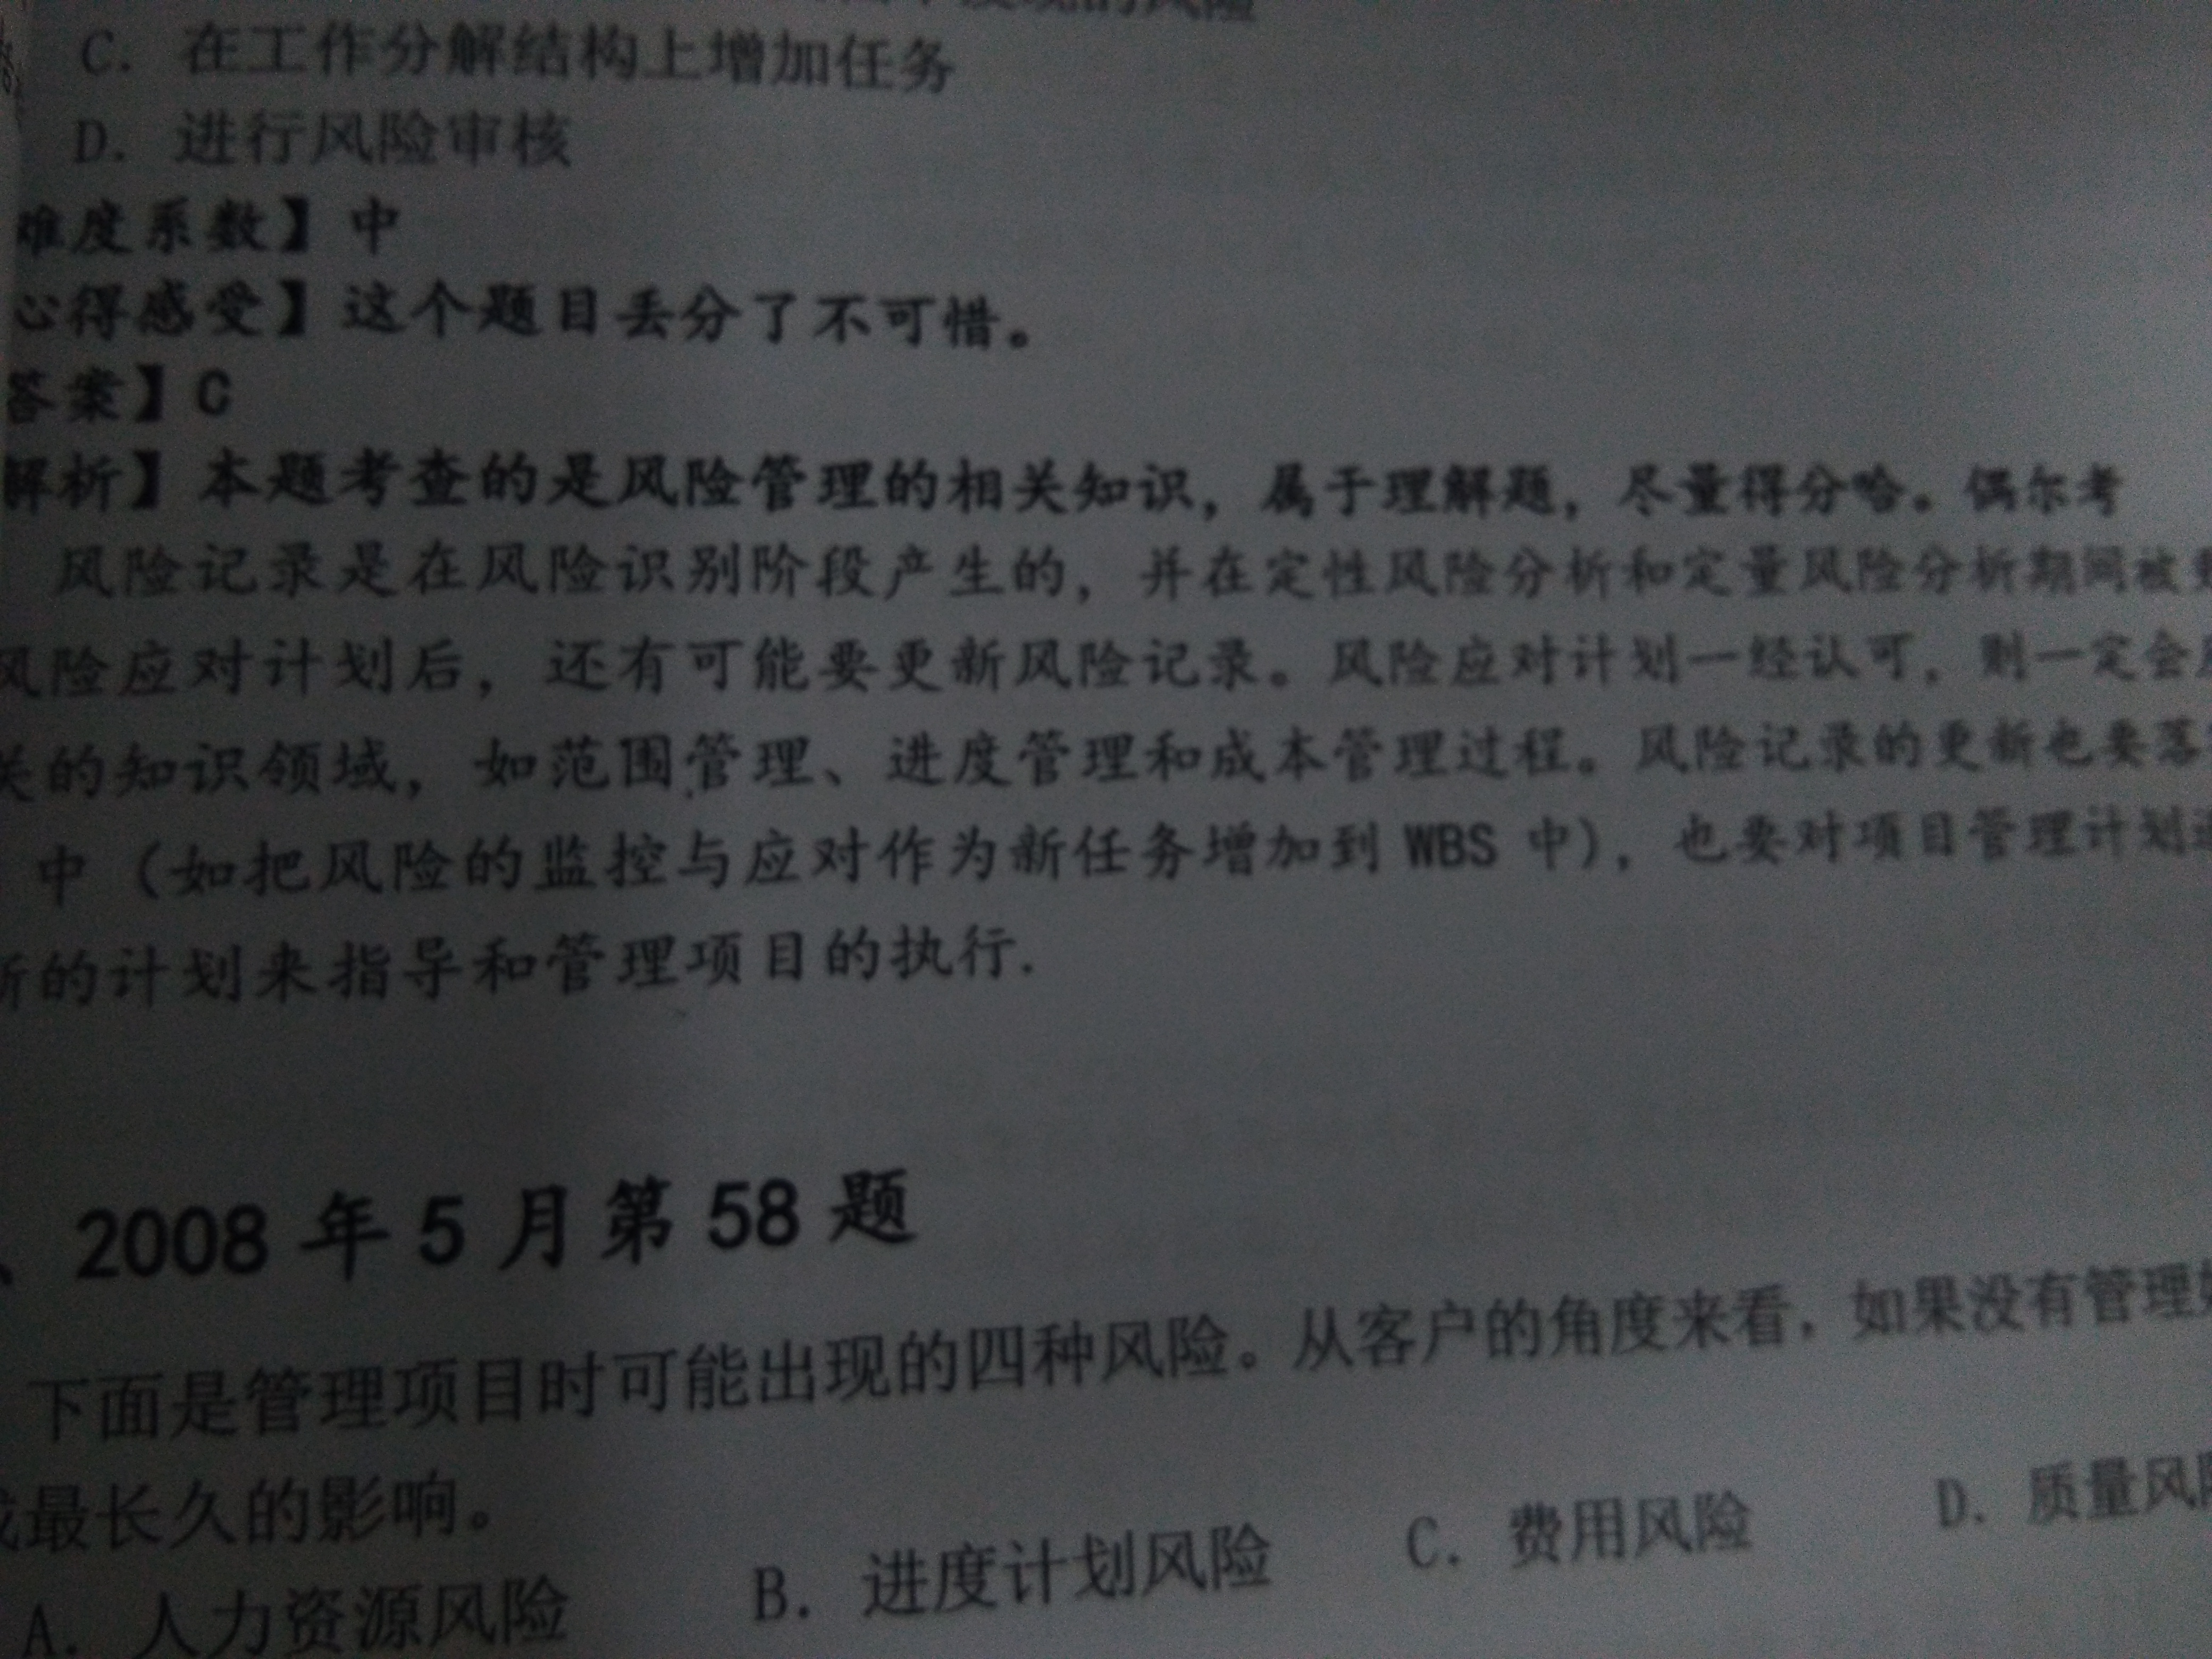 C. 在工作分解结构上增加任务
D. 进行风险审核
难度系数】中
心得感受】这个题目丢分了不可惜。
答案】C
解析】本题考查的是风险管理的相关知识，属于理解题，尽量得分哈。偶尔考
风险记录是在风险识别阶段产生的，并在定性风险分析和定量风险分析期间被
风险应对计划后，还有可能要更新风险记录。风险应对计划一经认可，则一定会
关的知识领域，如范围管理、进度管理和成本管理过程。风险记录的更新也要落
中（如把风险的监控与应对作为新任务增加到 WBS 中），也要对项目管理计划
新的计划来指导和管理项目的执行.
、2008 年 5 月第 58 题
下面是管理项目时可能出现的四种风险。从客户的角度来看，如果没有管理
成最长久的影响。
A. 人力资源风险 B. 进度计划风险 C. 费用风险 D. 质量风险